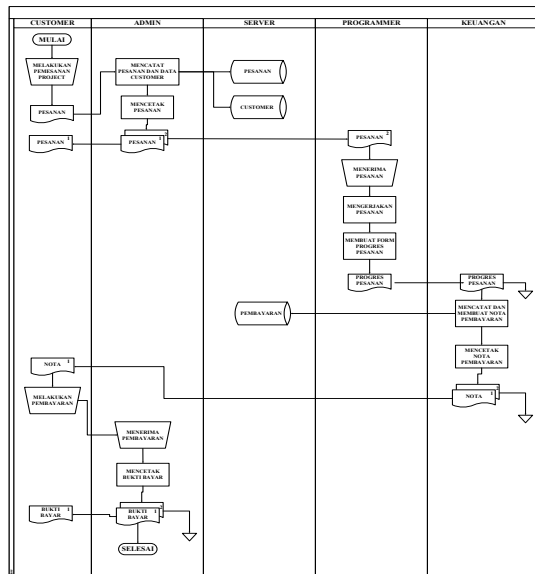 CUSTOMER ADMIN SERVER PROGRAMMER KEUANGAN
MULAI
MELAKUKAN
PEMESANAN
PROJECT
PESANAN
MENCATAT
PESANAN DAN DATA
CUSTOMER
PESANAN
CUSTOMER
MENCETAK
PESANAN
PESANAN 1
PESANAN 1
PESANAN 2
MENERIMA
PESANAN
MENGERJAKAN
PESANAN
MEMBUAT FORM
PROGRES
PESANAN
PROGRES
PESANAN
PROGRES
PESANAN
PEMBAYARAN
MENCATAT DAN
MEMBUAT NOTA
PEMBAYARAN
MENCETAK
NOTA
PEMBAYARAN
NOTA 1
NOTA 1
MELAKUKAN
PEMBAYARAN
MENERIMA
PEMBAYARAN
MENCETAK
BUKTI BAYAR
BUKTI 1
BAYAR
BUKTI 1
BAYAR
SELESAI